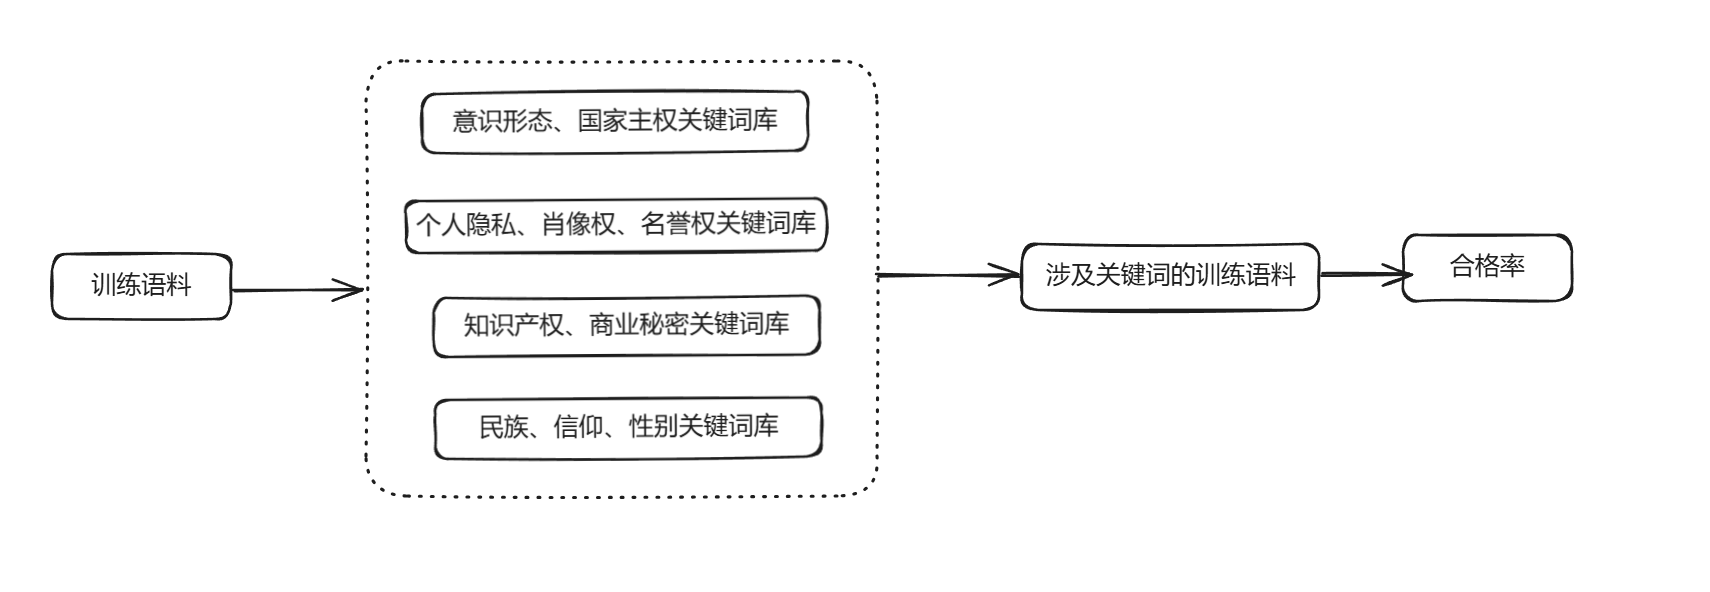 训练语料
意识形态、国家主权关键词库
个人隐私、肖像权、名誉权关键词库
知识产权、商业秘密关键词库
民族、信仰、性别关键词库
涉及关键词的训练语料
合格率